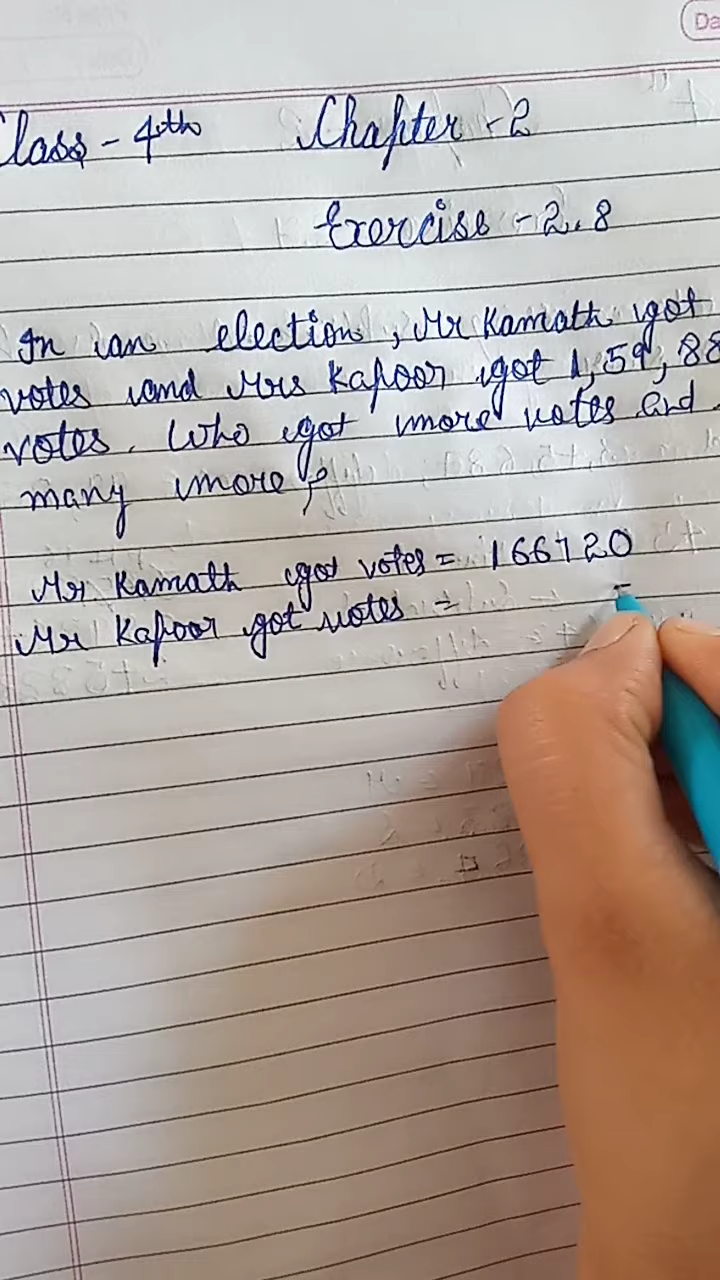 Da
Class - 4th Chapter - 2
Exercise - 2.8
In an election, Mr Kamath got
votes and Mrs Kapoor got 1,59,88
votes. Who got more votes and
many more?
Mr Kamath got votes = 166720
Mr Kapoor got votes =